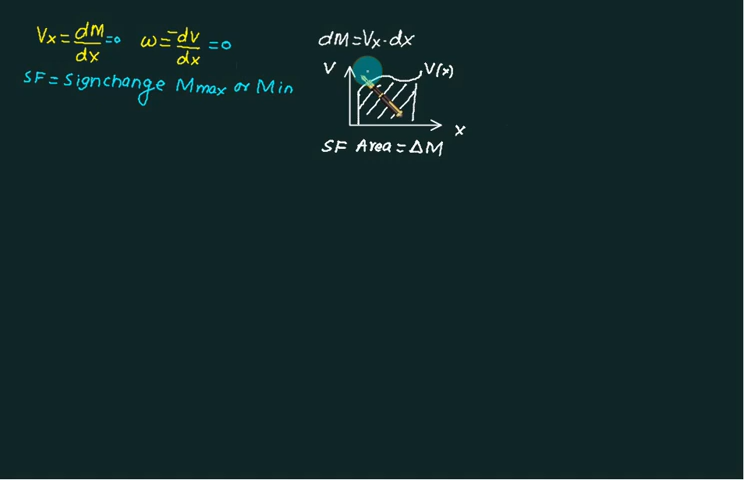 Vx = dM/dx = 0 ω = -dv/dx = 0
SF = Signchange Mmax or Min
dM = Vx · dx
V
V(x)
x
SF Area = ΔM